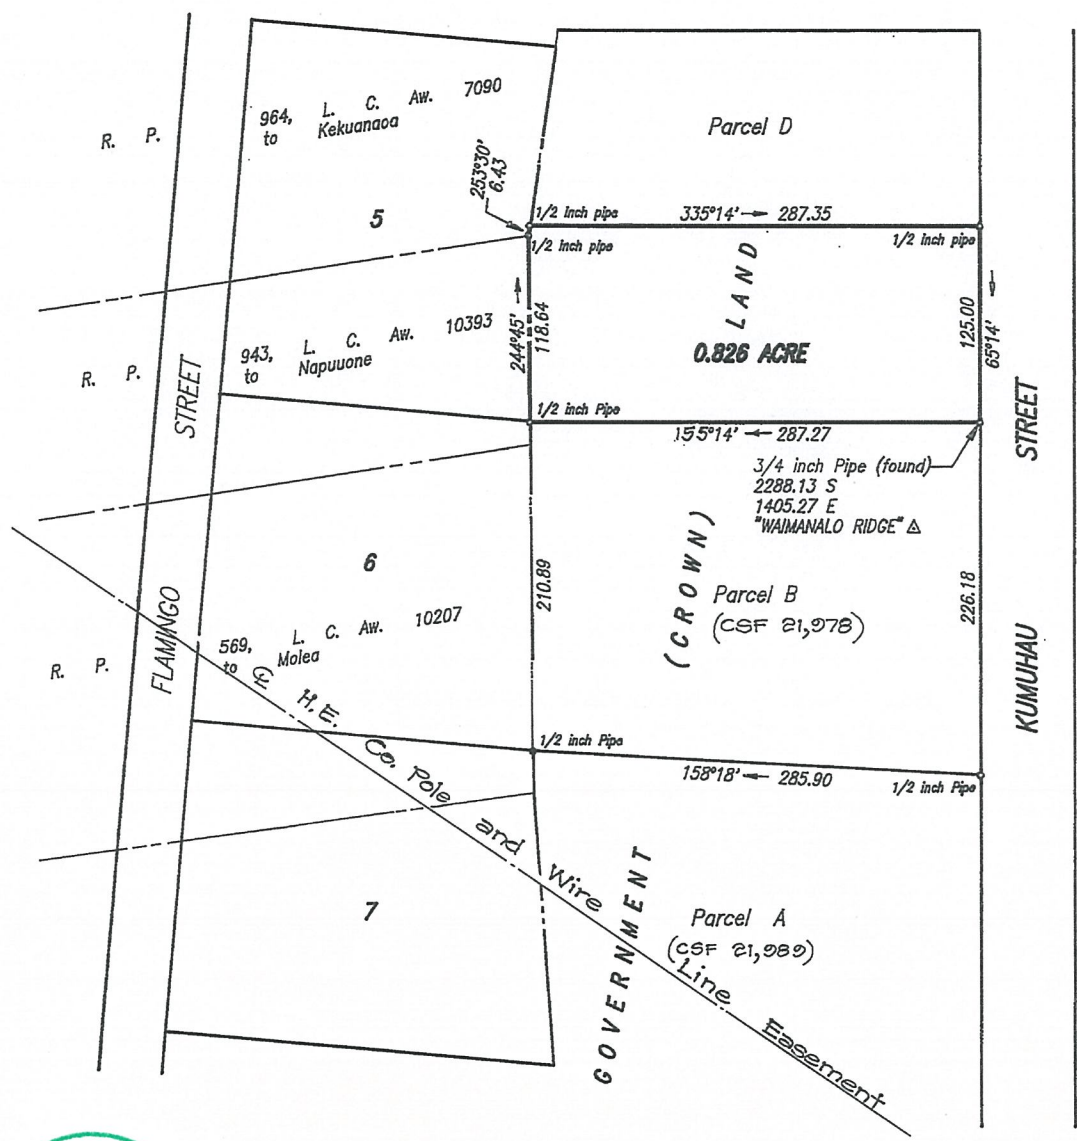 R. P.
964, L. C. Aw. 7090
to Kekuanaoa
5
253°30'
6.43
Parcel D
1/2 inch pipe
335°14' → 287.35
1/2 inch pipe
1/2 inch pipe
R. P.
943, L. C. Aw. 10393
to Napuuone
244°45' →
118.64
LAND
0.826 ACRE
125.00
65°14'
→
STREET
STREET
1/2 inch Pipe
155°14' ← 287.27
3/4 inch Pipe (found)
2288.13 S
1405.27 E
"WAIMANALO RIDGE" △
6
210.89
(CROWN)
Parcel B
(CSF 21,978)
226.18
R. P.
569, L. C. Aw. 10207
to Molea
FLAMINGO
KUMUHAU
℄ H.E. Co. Pole and Wire Line Easement
1/2 inch Pipe
158°18' ← 285.90
1/2 inch Pipe
7
GOVERNMENT
Parcel A
(CSF 21,989)